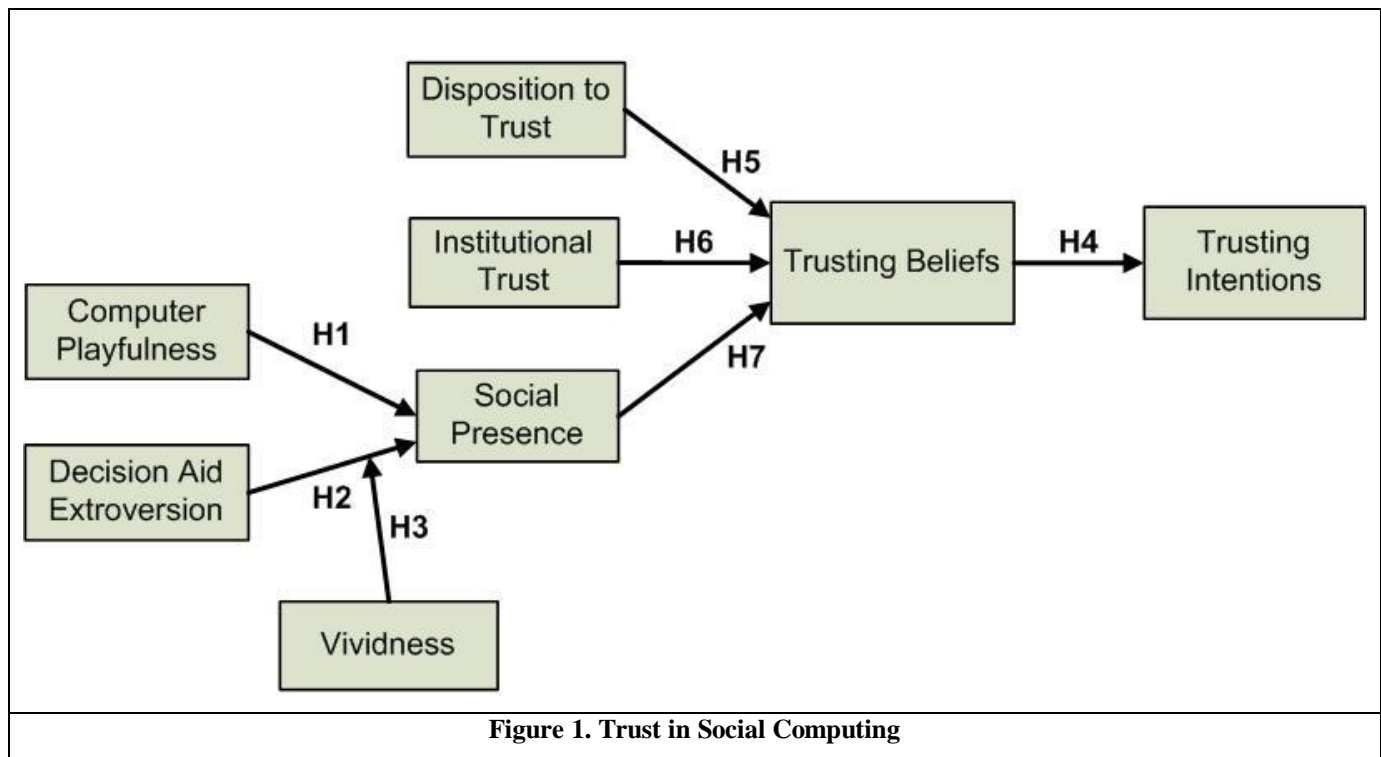 Disposition to
Trust
H5
Institutional
Trust
H6
Trusting Beliefs
H4
Trusting
Intentions
Computer
Playfulness
H1
H7
Social
Presence
Decision Aid
Extroversion
H2
H3
Vividness
Figure 1. Trust in Social Computing